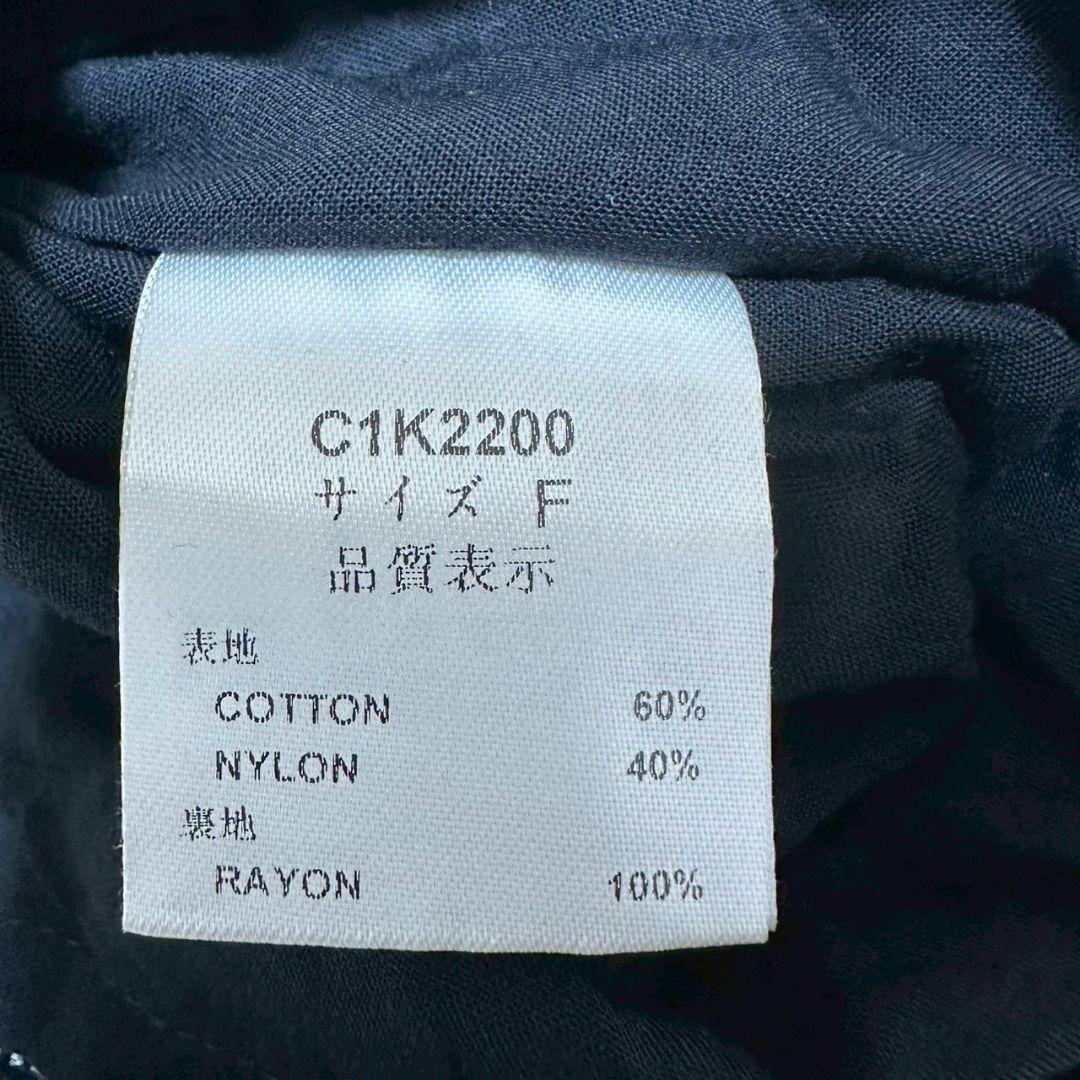 C1K2200
サイズ F
品質表示
表地
COTTON 60%
NYLON 40%
裏地
RAYON 100%